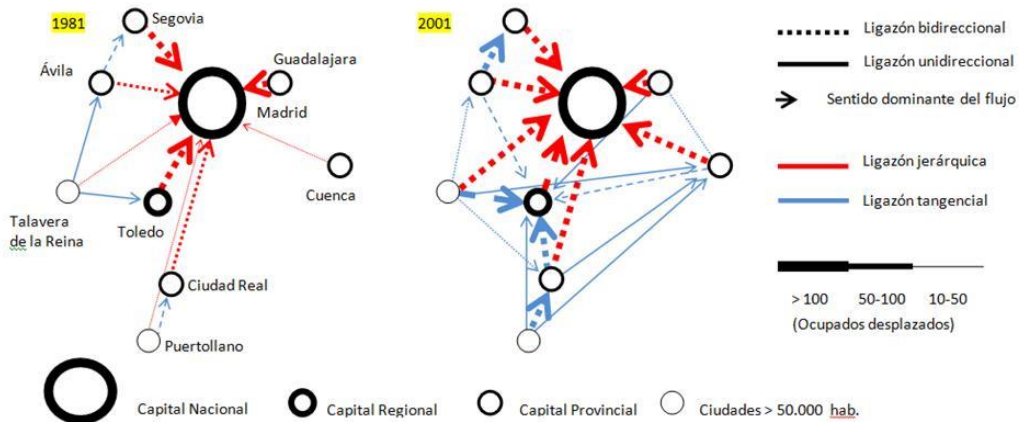 1981
Segovia
Ávila
Guadalajara
Madrid
Cuenca
Talavera
de la Reina
Toledo
Ciudad Real
Puertollano
2001
Ligazón bidireccional
Ligazón unidireccional
Sentido dominante del flujo
Ligazón jerárquica
Ligazón tangencial
> 100 50-100 10-50
(Ocupados desplazados)
Capital Nacional
Capital Regional
Capital Provincial
Ciudades > 50.000 hab.